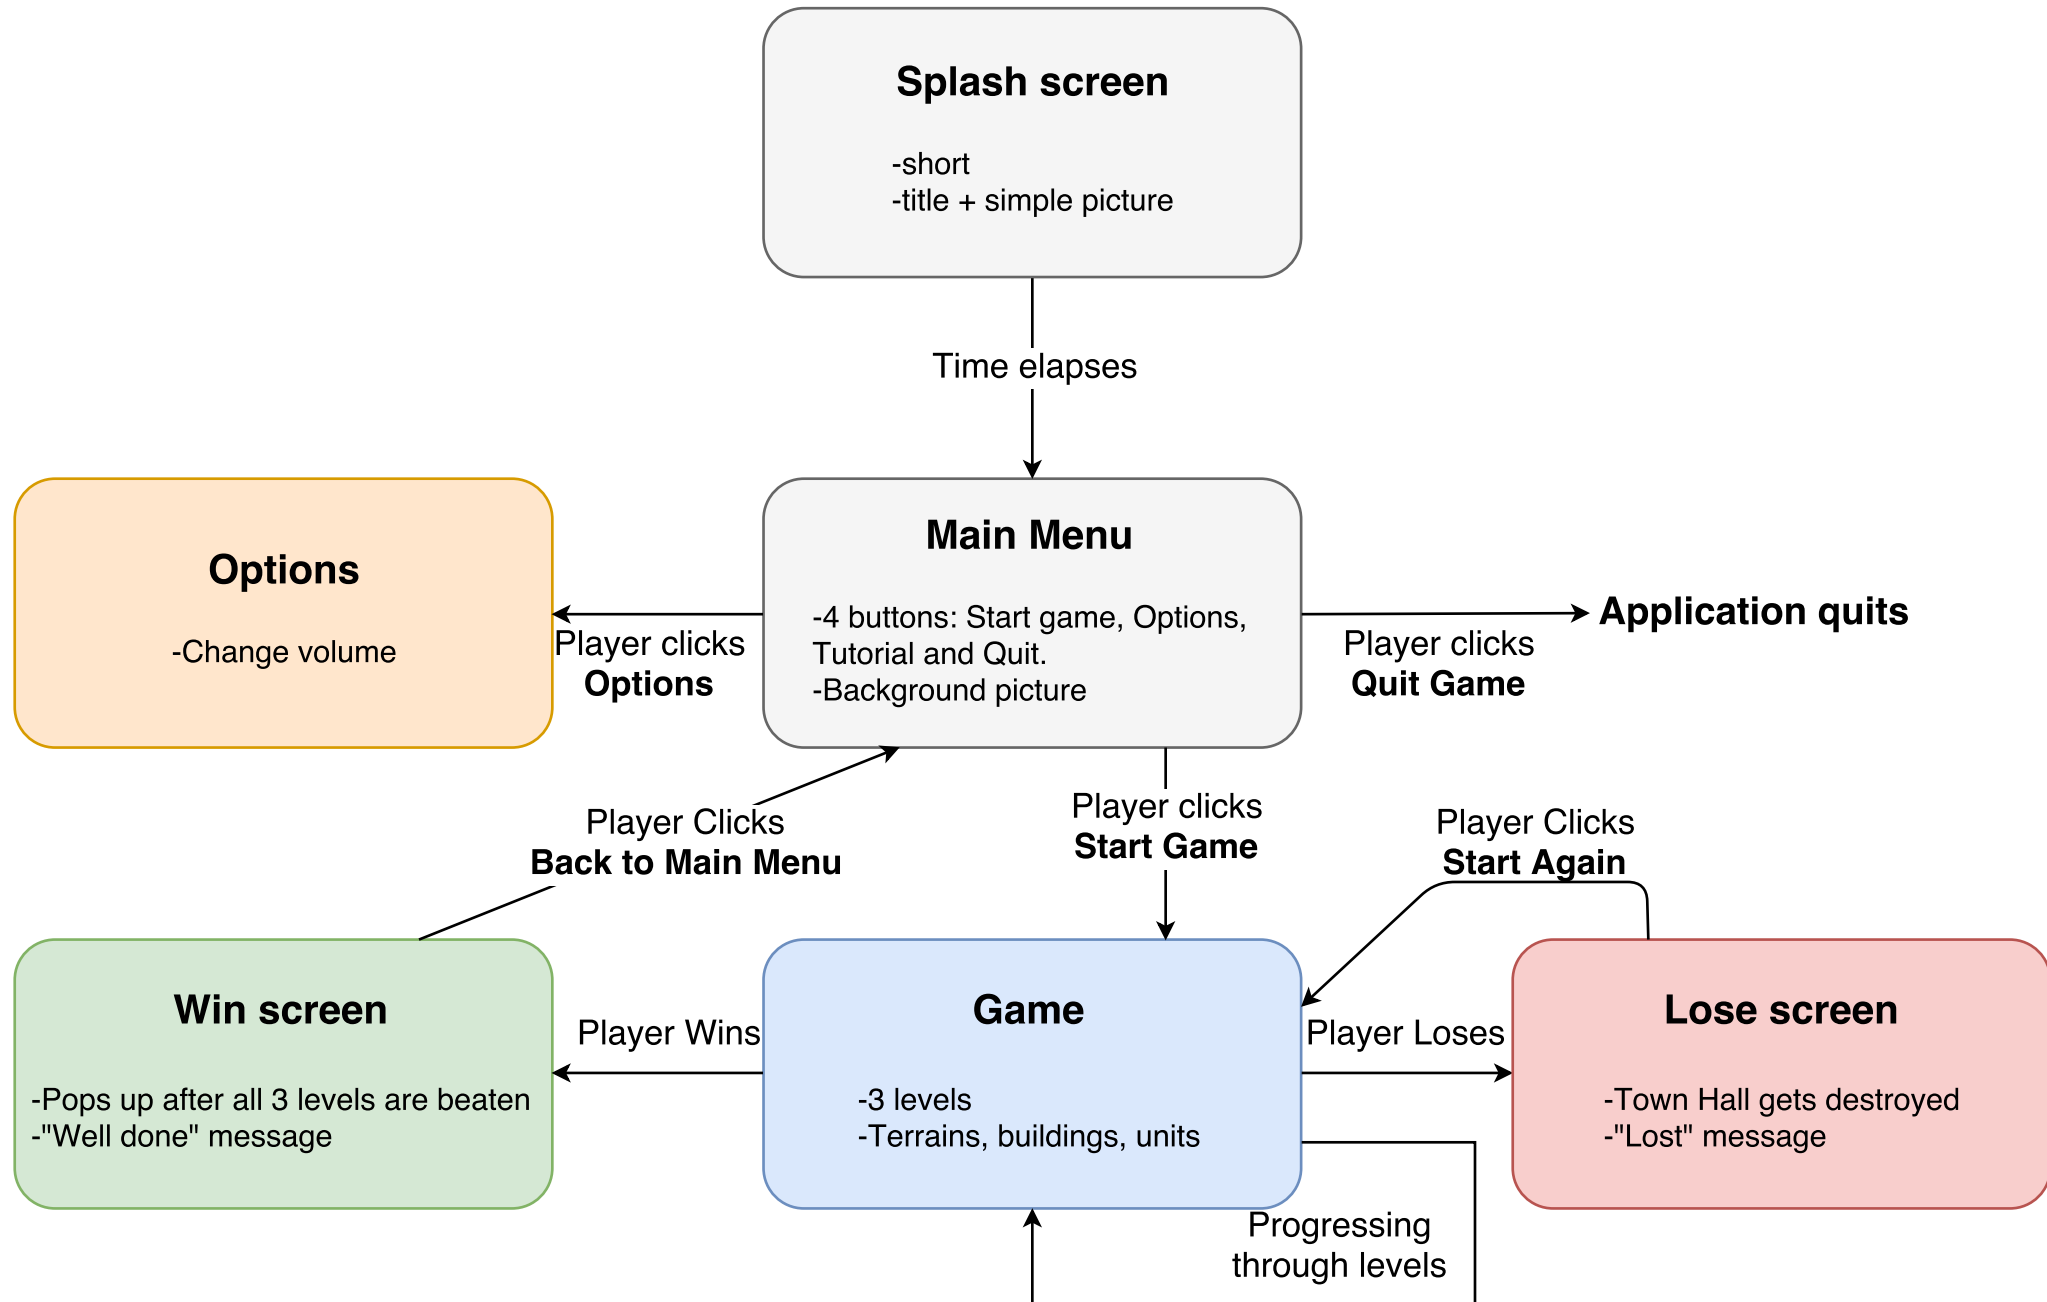 Splash screen
-short
-title + simple picture
Time elapses
Options
-Change volume
Player clicks
Options
Main Menu
-4 buttons: Start game, Options,
Tutorial and Quit.
-Background picture
Player clicks
Quit Game
Application quits
Player Clicks
Back to Main Menu
Player clicks
Start Game
Player Clicks
Start Again
Win screen
-Pops up after all 3 levels are beaten
-"Well done" message
Player Wins
Game
-3 levels
-Terrains, buildings, units
Player Loses
Lose screen
-Town Hall gets destroyed
-"Lost" message
Progressing
through levels